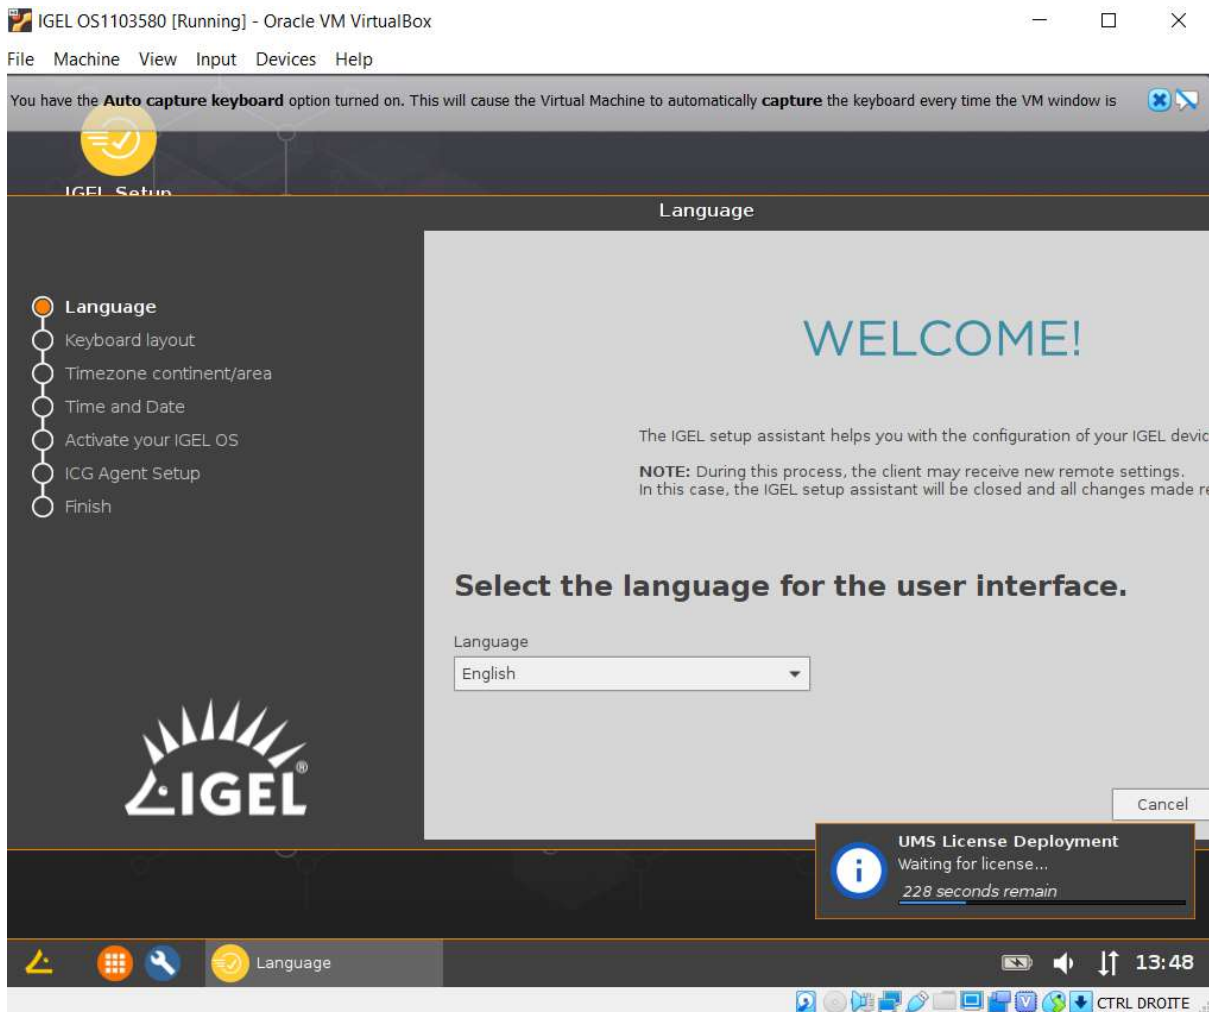 IGEL OS1103580 [Running] - Oracle VM VirtualBox
File Machine View Input Devices Help
You have the Auto capture keyboard option turned on. This will cause the Virtual Machine to automatically capture the keyboard every time the VM window is
IGEL Setup
Language
Language
Keyboard layout
Timezone continent/area
Time and Date
Activate your IGEL OS
ICG Agent Setup
Finish
WELCOME!
The IGEL setup assistant helps you with the configuration of your IGEL devic
NOTE: During this process, the client may receive new remote settings.
In this case, the IGEL setup assistant will be closed and all changes made re
Select the language for the user interface.
Language
English
IGEL®
Cancel
UMS License Deployment
Waiting for license...
228 seconds remain
Language
13:48
CTRL DROITE